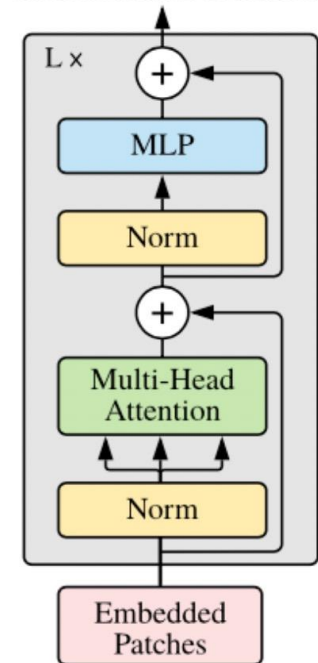 L ×
+
MLP
Norm
+
Multi-Head
Attention
Norm
Embedded
Patches